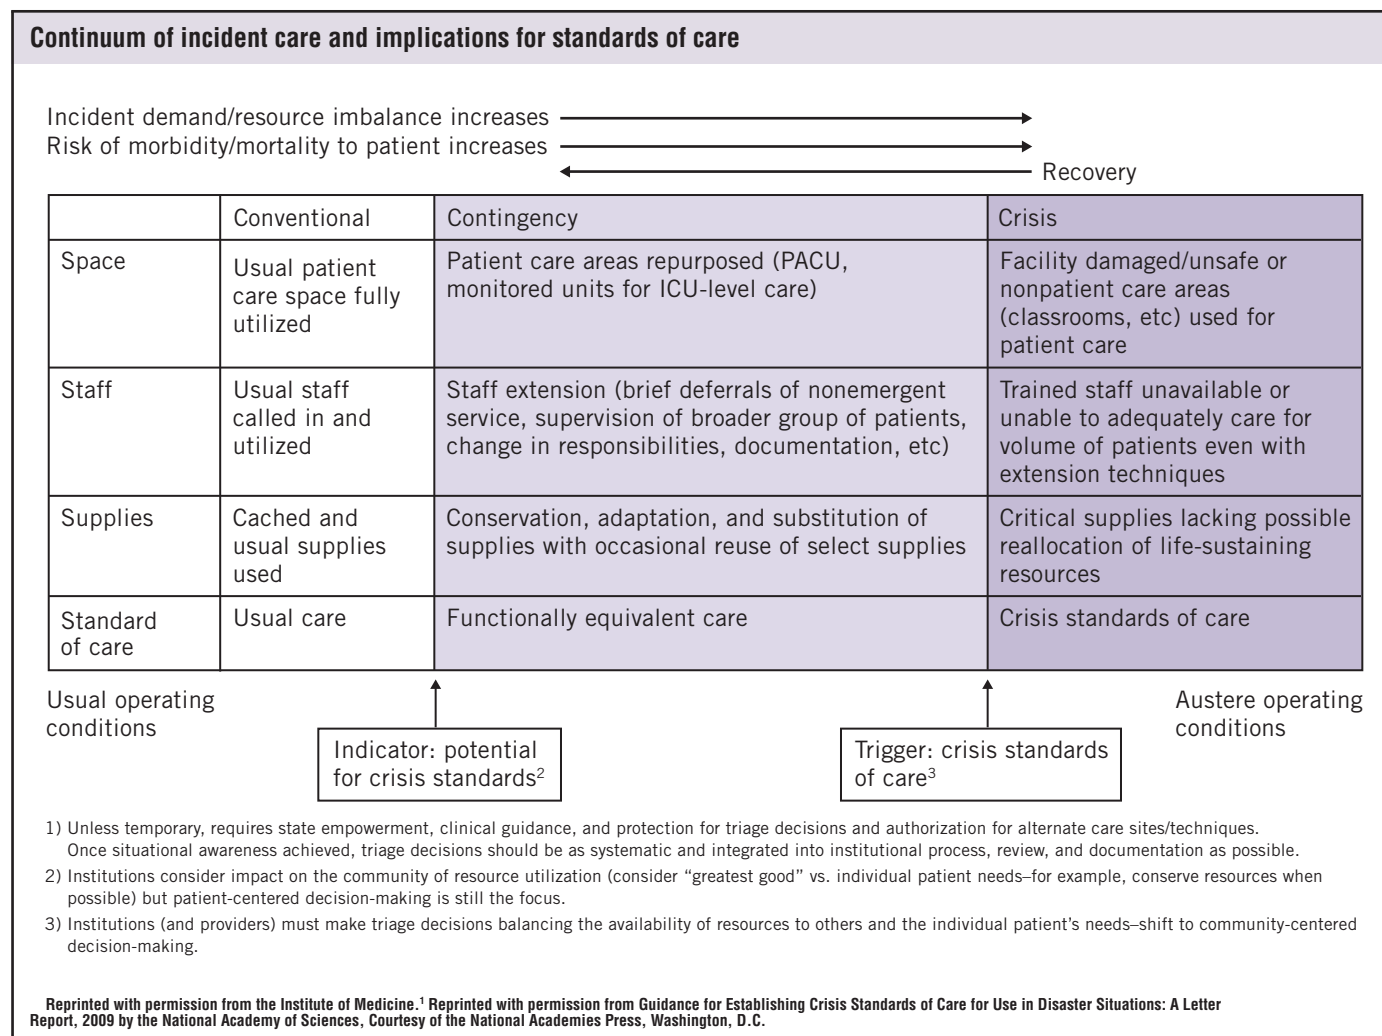 Continuum of incident care and implications for standards of care
Incident demand/resource imbalance increases
Risk of morbidity/mortality to patient increases
Recovery
Conventional
Contingency
Crisis
Space
Usual patient
care space fully
utilized
Patient care areas repurposed (PACU,
monitored units for ICU-level care)
Facility damaged/unsafe or
nonpatient care areas
(classrooms, etc) used for
patient care
Staff
Usual staff
called in and
utilized
Staff extension (brief deferrals of nonemergent
service, supervision of broader group of patients,
change in responsibilities, documentation, etc)
Trained staff unavailable or
unable to adequately care for
volume of patients even with
extension techniques
Supplies
Cached and
usual supplies
used
Conservation, adaptation, and substitution of
supplies with occasional reuse of select supplies
Critical supplies lacking possible
reallocation of life-sustaining
resources
Standard
of care
Usual care
Functionally equivalent care
Crisis standards of care
Usual operating
conditions
Indicator: potential
for crisis standards²
Trigger: crisis standards
of care³
Austere operating
conditions
1) Unless temporary, requires state empowerment, clinical guidance, and protection for triage decisions and authorization for alternate care sites/techniques.
Once situational awareness achieved, triage decisions should be as systematic and integrated into institutional process, review, and documentation as possible.
2) Institutions consider impact on the community of resource utilization (consider “greatest good” vs. individual patient needs–for example, conserve resources when
possible) but patient-centered decision-making is still the focus.
3) Institutions (and providers) must make triage decisions balancing the availability of resources to others and the individual patient’s needs–shift to community-centered
decision-making.
Reprinted with permission from the Institute of Medicine.¹ Reprinted with permission from Guidance for Establishing Crisis Standards of Care for Use in Disaster Situations: A Letter
Report, 2009 by the National Academy of Sciences, Courtesy of the National Academies Press, Washington, D.C.